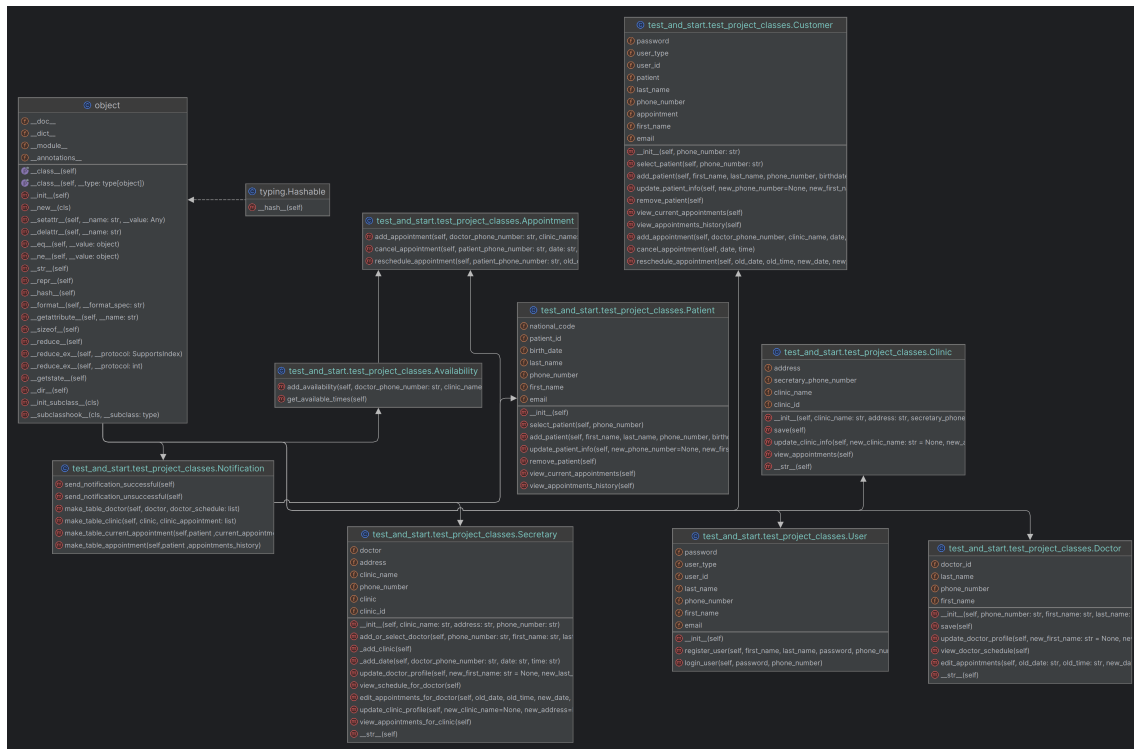 object
__doc__
__dict__
__module__
__annotations__
__class__(self)
__class__(self, __type: type[object])
__init__(self)
__new__(cls)
__setattr__(self, __name: str, __value: Any)
__delattr__(self, __name: str)
__eq__(self, __value: object)
__ne__(self, __value: object)
__str__(self)
__repr__(self)
__hash__(self)
__format__(self, __format_spec: str)
__getattribute__(self, __name: str)
__sizeof__(self)
__reduce__(self)
__reduce_ex__(self, __protocol: SupportsIndex)
__reduce_ex__(self, __protocol: int)
__getstate__(self)
__dir__(self)
__init_subclass__(cls)
__subclasshook__(cls, __subclass: type)
typing.Hashable
__hash__(self)
test_and_start.test_project_classes.Appointment
add_appointment(self, doctor_phone_number: str, clinic_name
cancel_appointment(self, patient_phone_number: str, date: str,
reschedule_appointment(self, patient_phone_number: str, old_
test_and_start.test_project_classes.Customer
password
user_type
user_id
patient
last_name
phone_number
appointment
first_name
email
__init__(self, phone_number: str)
select_patient(self, phone_number: str)
add_patient(self, first_name, last_name, phone_number, birthdate
update_patient_info(self, new_phone_number=None, new_first_n
remove_patient(self)
view_current_appointments(self)
view_appointments_history(self)
add_appointment(self, doctor_phone_number, clinic_name, date,
cancel_appointment(self, date, time)
reschedule_appointment(self, old_date, old_time, new_date, new
test_and_start.test_project_classes.Patient
national_code
patient_id
birth_date
last_name
phone_number
first_name
email
__init__(self)
select_patient(self, phone_number)
add_patient(self, first_name, last_name, phone_number, birth
update_patient_info(self, new_phone_number=None, new_firs
remove_patient(self)
view_current_appointments(self)
view_appointments_history(self)
test_and_start.test_project_classes.Availability
add_availability(self, doctor_phone_number: str, clinic_name
get_available_times(self)
test_and_start.test_project_classes.Clinic
address
secretary_phone_number
clinic_name
clinic_id
__init__(self, clinic_name: str, address: str, secretary_phone
save(self)
update_clinic_info(self, new_clinic_name: str = None, new_
view_appointments(self)
__str__(self)
test_and_start.test_project_classes.Notification
send_notification_successful(self)
send_notification_unsuccessful(self)
make_table_doctor(self, doctor, doctor_schedule: list)
make_table_clinic(self, clinic, clinic_appointment: list)
make_table_current_appointment(self,patient ,current_appointm
make_table_appointment(self,patient ,appointments_history)
test_and_start.test_project_classes.Secretary
doctor
address
clinic_name
phone_number
clinic
clinic_id
__init__(self, clinic_name: str, address: str, phone_number: str)
add_or_select_doctor(self, phone_number: str, first_name: str, las
_add_clinic(self)
_add_date(self, doctor_phone_number: str, date: str, time: str)
update_doctor_profile(self, new_first_name: str = None, new_last_
view_schedule_for_doctor(self)
edit_appointments_for_doctor(self, old_date, old_time, new_date,
update_clinic_profile(self, new_clinic_name=None, new_address=
view_appointments_for_clinic(self)
__str__(self)
test_and_start.test_project_classes.User
password
user_type
user_id
last_name
phone_number
first_name
email
__init__(self)
register_user(self, first_name, last_name, password, phone_nu
login_user(self, password, phone_number)
test_and_start.test_project_classes.Doctor
doctor_id
last_name
phone_number
first_name
__init__(self, phone_number: str, first_name: str, last_name:
save(self)
update_doctor_profile(self, new_first_name: str = None, ne
view_doctor_schedule(self)
edit_appointments(self, old_date: str, old_time: str, new_da
__str__(self)